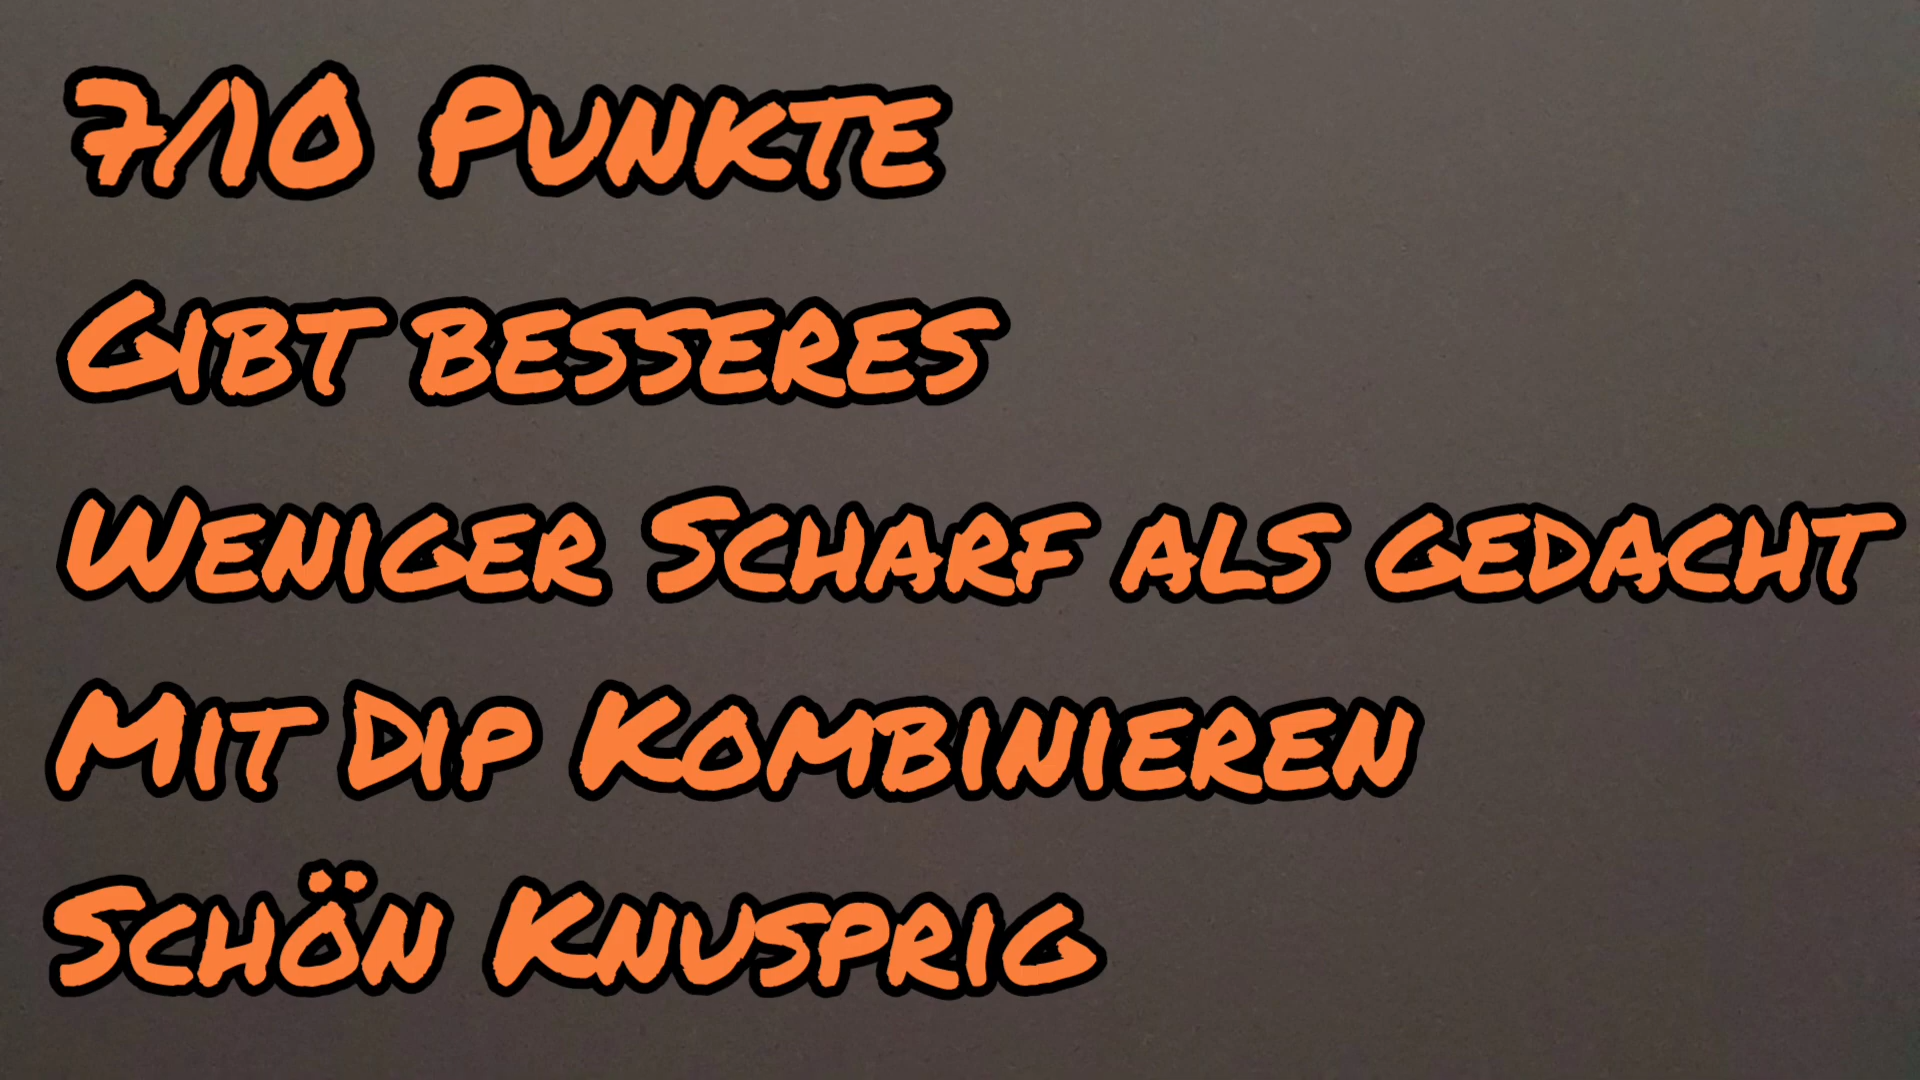 7/10 Punkte
Gibt besseres
Weniger Scharf als gedacht
Mit Dip Kombinieren
Schön Knusprig